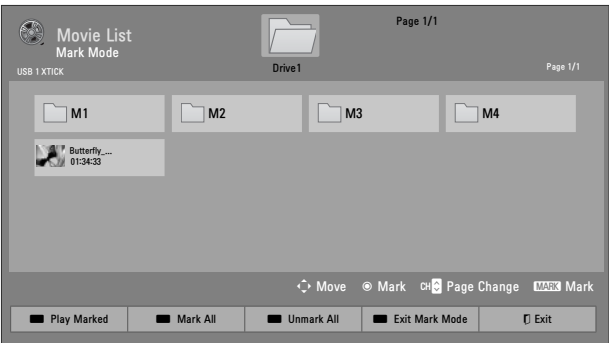 Movie List
Mark Mode
USB 1 XTICK
Drive1
Page 1/1
Page 1/1
M1
M2
M3
M4
Butterfly_...
01:34:33
Move
Mark
CH Page Change
MARK Mark
Play Marked
Mark All
Unmark All
Exit Mark Mode
Exit